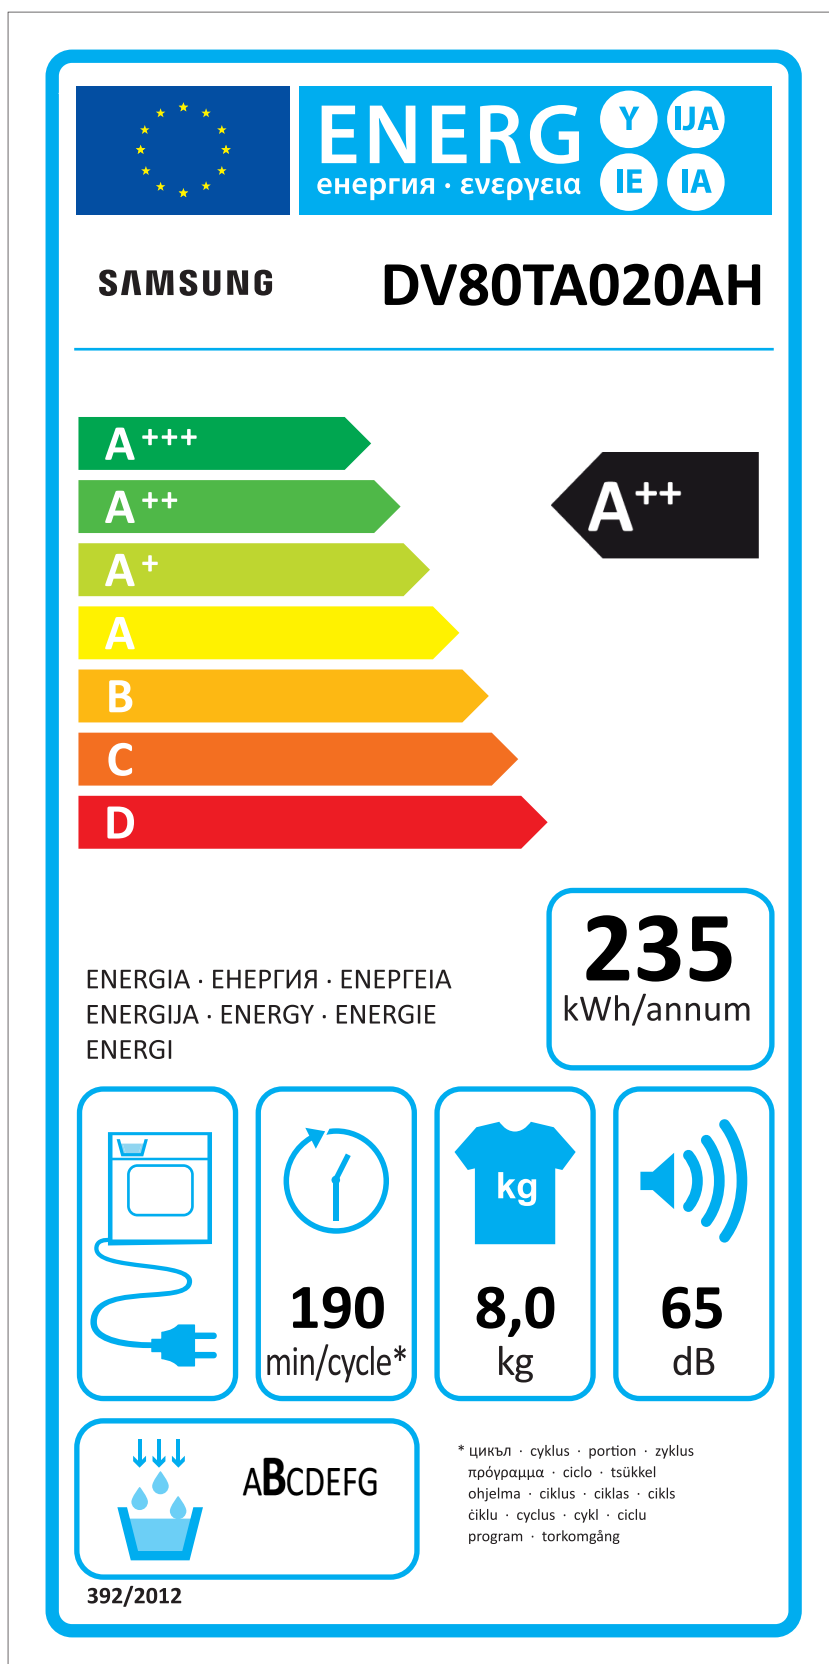 ENERG Y IJA
енергия · ενεργεια IE IA
SAMSUNG DV80TA020AH
A+++
A++
A++
A+
A
B
C
D
235
kWh/annum
ENERGIA · ЕНЕРГИЯ · ΕΝΕΡΓΕΙΑ
ENERGIJA · ENERGY · ENERGIE
ENERGI
kg
190
min/cycle*
8,0
kg
65
dB
ABCDEFG
* цикъл · cyklus · portion · zyklus
πρόγραμμα · ciclo · tsükkel
ohjelma · ciklus · ciklas · cikls
ċiklu · cyclus · cykl · ciclu
program · torkomgång
392/2012